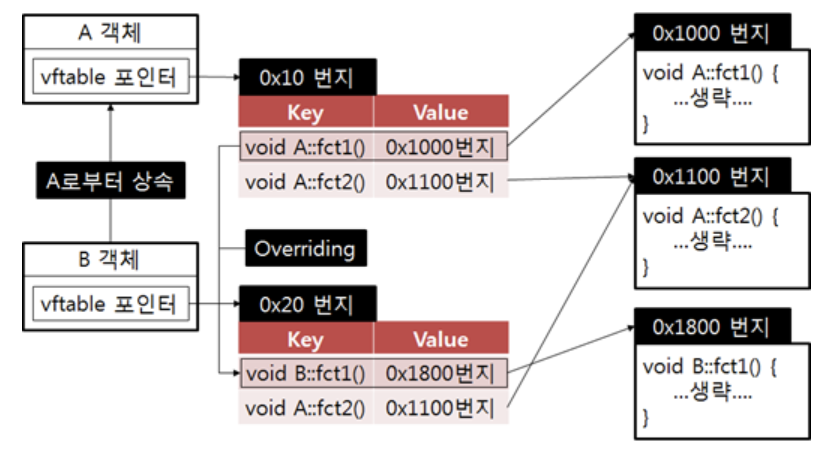 A 객체
vftable 포인터
A로부터 상속
B 객체
vftable 포인터
0x10 번지
Key Value
void A::fct1() 0x1000번지
void A::fct2() 0x1100번지
Overriding
0x20 번지
Key Value
void B::fct1() 0x1800번지
void A::fct2() 0x1100번지
0x1000 번지
void A::fct1() {
...생략....
}
0x1100 번지
void A::fct2() {
...생략....
}
0x1800 번지
void B::fct1() {
...생략....
}